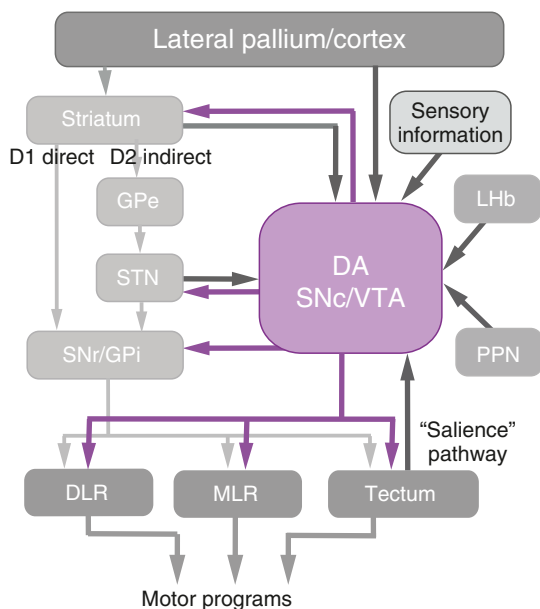 Lateral pallium/cortex
Striatum
Sensory
information
D1 direct D2 indirect
GPe
LHb
DA
SNc/VTA
STN
SNr/GPi
PPN
"Salience"
pathway
DLR
MLR
Tectum
Motor programs